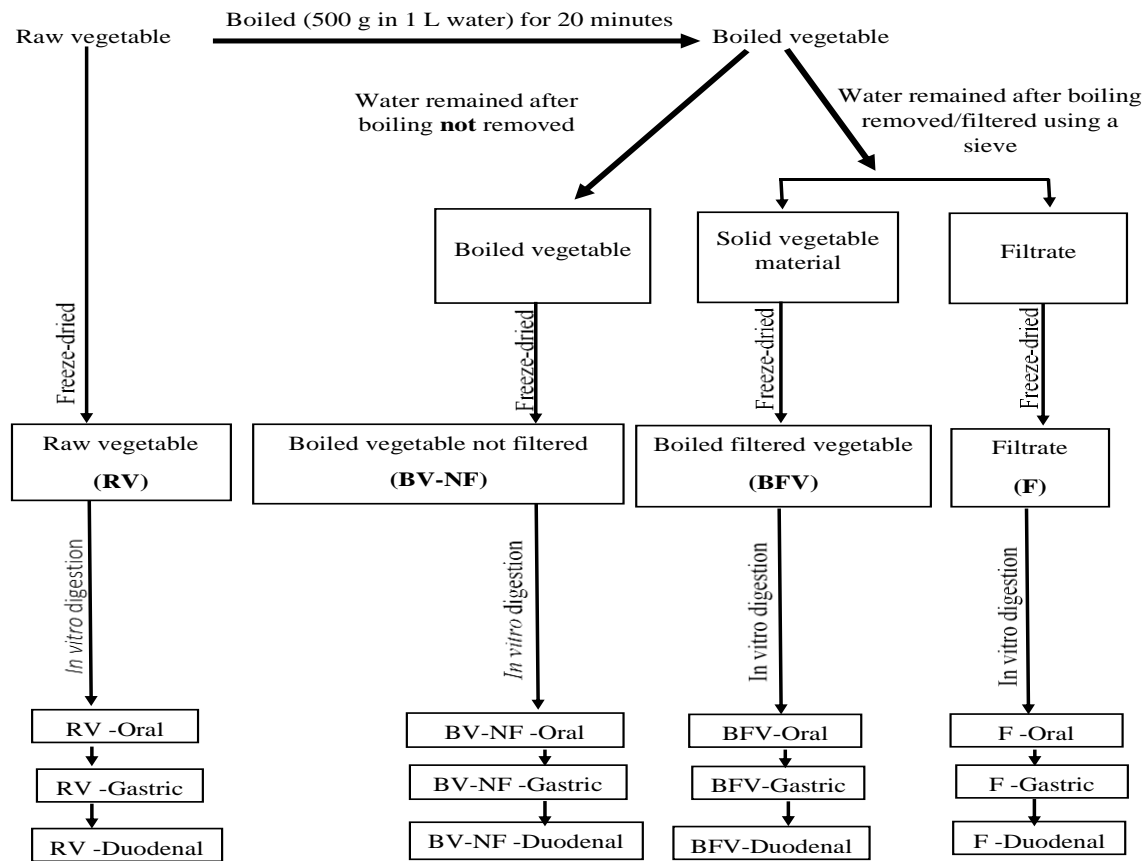 Boiled (500 g in 1 L water) for 20 minutes
Raw vegetable
Boiled vegetable
Water remained after
boiling not removed
Water remained after boiling
removed/filtered using a
sieve
Boiled vegetable
Solid vegetable
material
Filtrate
Freeze-dried
Freeze-dried
Freeze-dried
Freeze-dried
Raw vegetable
(RV)
Boiled vegetable not filtered
(BV-NF)
Boiled filtered vegetable
(BFV)
Filtrate
(F)
In vitro digestion
In vitro digestion
In vitro digestion
In vitro digestion
RV -Oral
BV-NF -Oral
BFV-Oral
F -Oral
RV -Gastric
BV-NF -Gastric
BFV-Gastric
F -Gastric
RV -Duodenal
BV-NF -Duodenal
BFV-Duodenal
F -Duodenal